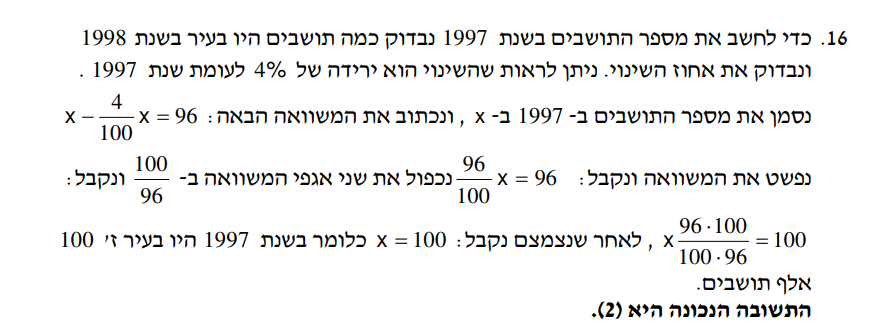 16. כדי לחשב את מספר התושבים בשנת 1997 נבדוק כמה תושבים היו בעיר בשנת 1998
ונבדוק את אחוז השינוי. ניתן לראות שהשינוי הוא ירידה של 4% לעומת שנת 1997 .
נסמן את מספר התושבים ב- 1997 ב- x , ונכתוב את המשוואה הבאה: x − \frac{4}{100} x = 96
נפשט את המשוואה ונקבל: \frac{96}{100} x = 96 נכפול את שני אגפי המשוואה ב- \frac{100}{96} ונקבל:
x \frac{96 \cdot 100}{100 \cdot 96} = 100 , לאחר שנצמצם נקבל: x = 100 כלומר בשנת 1997 היו בעיר ז' 100
אלף תושבים.
התשובה הנכונה היא (2).